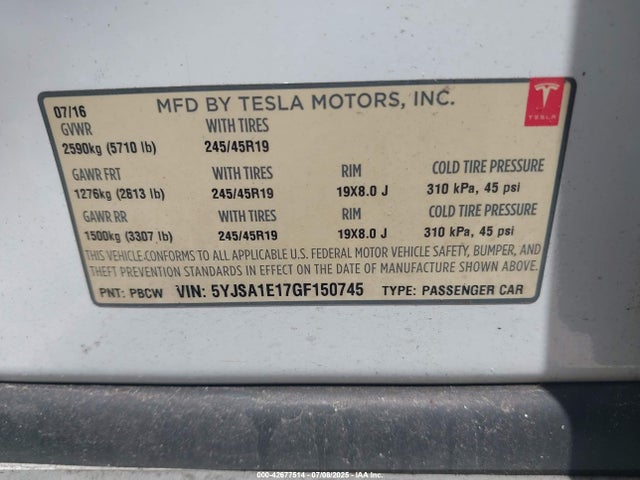 07/16 MFD BY TESLA MOTORS, INC.
TESLA
GVWR WITH TIRES
2590kg (5710 lb) 245/45R19
GAWR FRT WITH TIRES RIM COLD TIRE PRESSURE
1276kg (2813 lb) 245/45R19 19X8.0 J 310 kPa, 45 psi
GAWR RR WITH TIRES RIM COLD TIRE PRESSURE
1500kg (3307 lb) 245/45R19 19X8.0 J 310 kPa, 45 psi
THIS VEHICLE CONFORMS TO ALL APPLICABLE U.S. FEDERAL MOTOR VEHICLE SAFETY, BUMPER, AND
THEFT PREVENTION STANDARDS IN EFFECT ON THE DATE OF MANUFACTURE SHOWN ABOVE.
PNT: PBCW VIN: 5YJSA1E17GF150745 TYPE: PASSENGER CAR
000-42677514 - 07/08/2025 - IAA Inc.